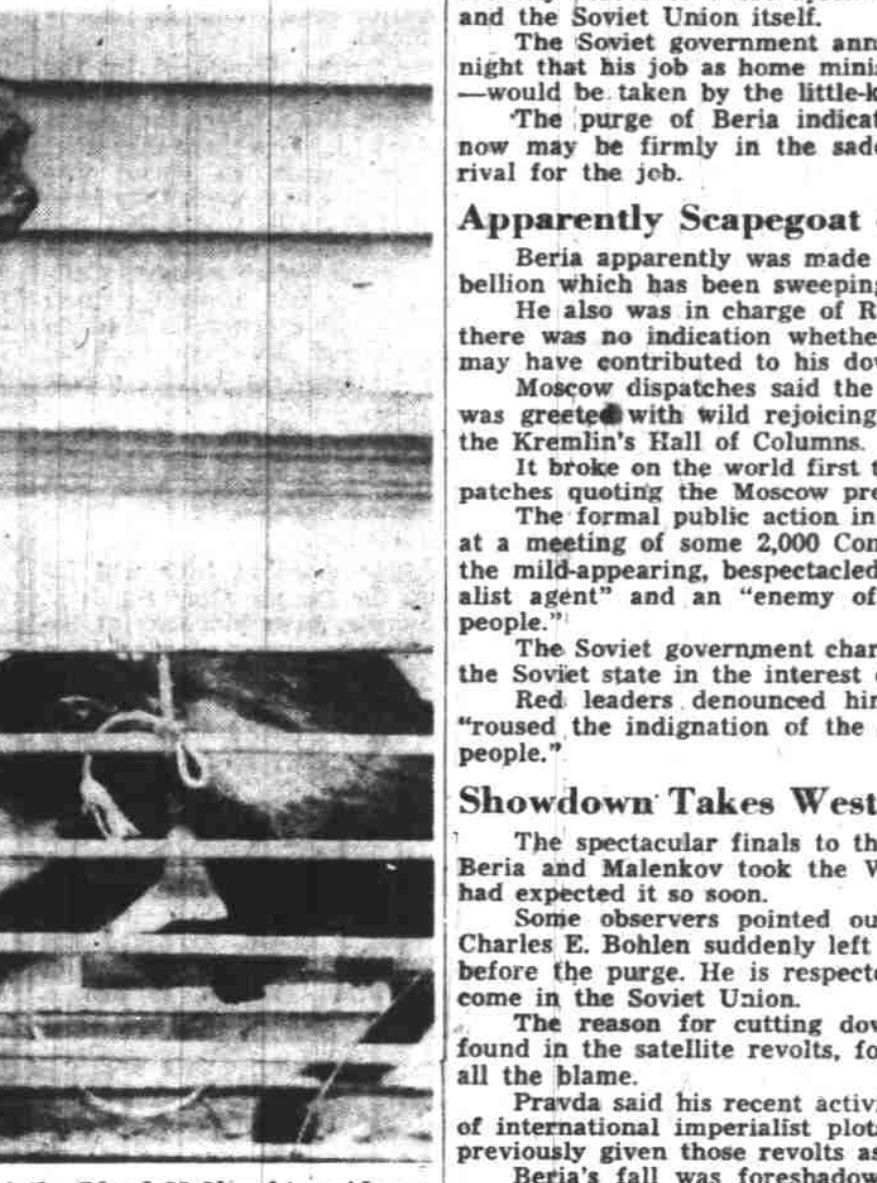 and the Soviet Union itself.
The Soviet government ann
night that his job as home minis
—would be taken by the little-k
The purge of Beria indicat
now may be firmly in the sadd
rival for the job.
Apparently Scapegoat
Beria apparently was made
bellion which has been sweeping
He also was in charge of R
there was no indication whethe
may have contributed to his dow
Moscow dispatches said the
was greeted with wild rejoicing
the Kremlin's Hall of Columns.
It broke on the world first t
patches quoting the Moscow pre
The formal public action in
at a meeting of some 2,000 Com
the mild-appearing, bespectacled
alist agent" and an "enemy of
people."
The Soviet government char
the Soviet state in the interest
Red leaders denounced him
"roused the indignation of the
people."
Showdown Takes West
The spectacular finals to th
Beria and Malenkov took the W
had expected it so soon.
Some observers pointed ou
Charles E. Bohlen suddenly left
before the purge. He is respecte
come in the Soviet Union.
The reason for cutting dow
found in the satellite revolts, fo
all the blame.
Pravda said his recent activi
of international imperialist plots
previously given those revolts as
Beria's fall was foreshadow